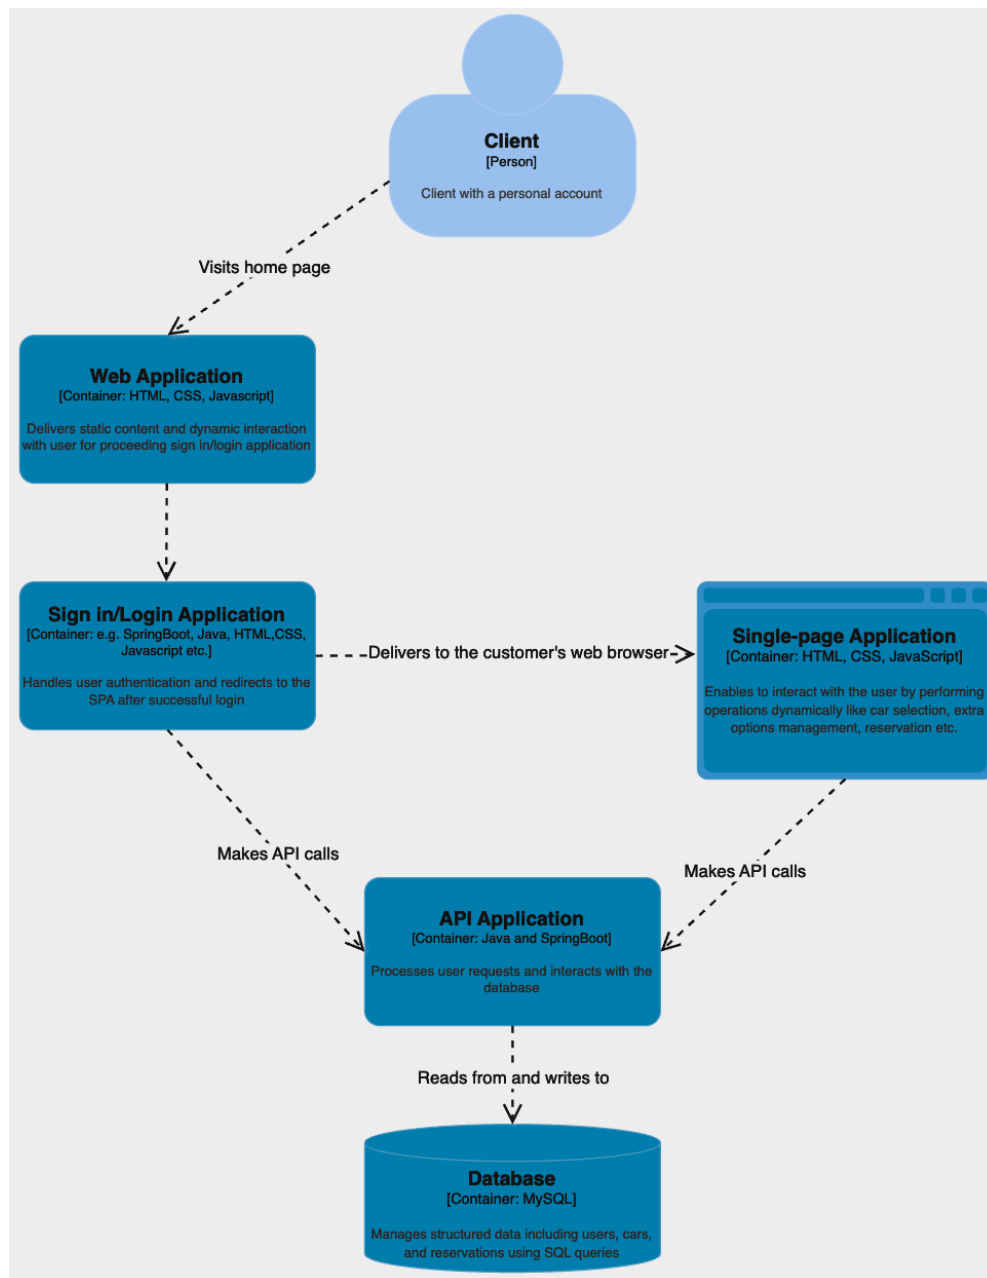 Client
[Person]
Client with a personal account
Visits home page
Web Application
[Container: HTML, CSS, Javascript]
Delivers static content and dynamic interaction
with user for proceeding sign in/login application
Sign in/Login Application
[Container: e.g. SpringBoot, Java, HTML,CSS,
Javascript etc.]
Handles user authentication and redirects to the
SPA after successful login
Delivers to the customer's web browser
Single-page Application
[Container: HTML, CSS, JavaScript]
Enables to interact with the user by performing
operations dynamically like car selection, extra
options management, reservation etc.
Makes API calls
Makes API calls
API Application
[Container: Java and SpringBoot]
Processes user requests and interacts with the
database
Reads from and writes to
Database
[Container: MySQL]
Manages structured data including users, cars,
and reservations using SQL queries